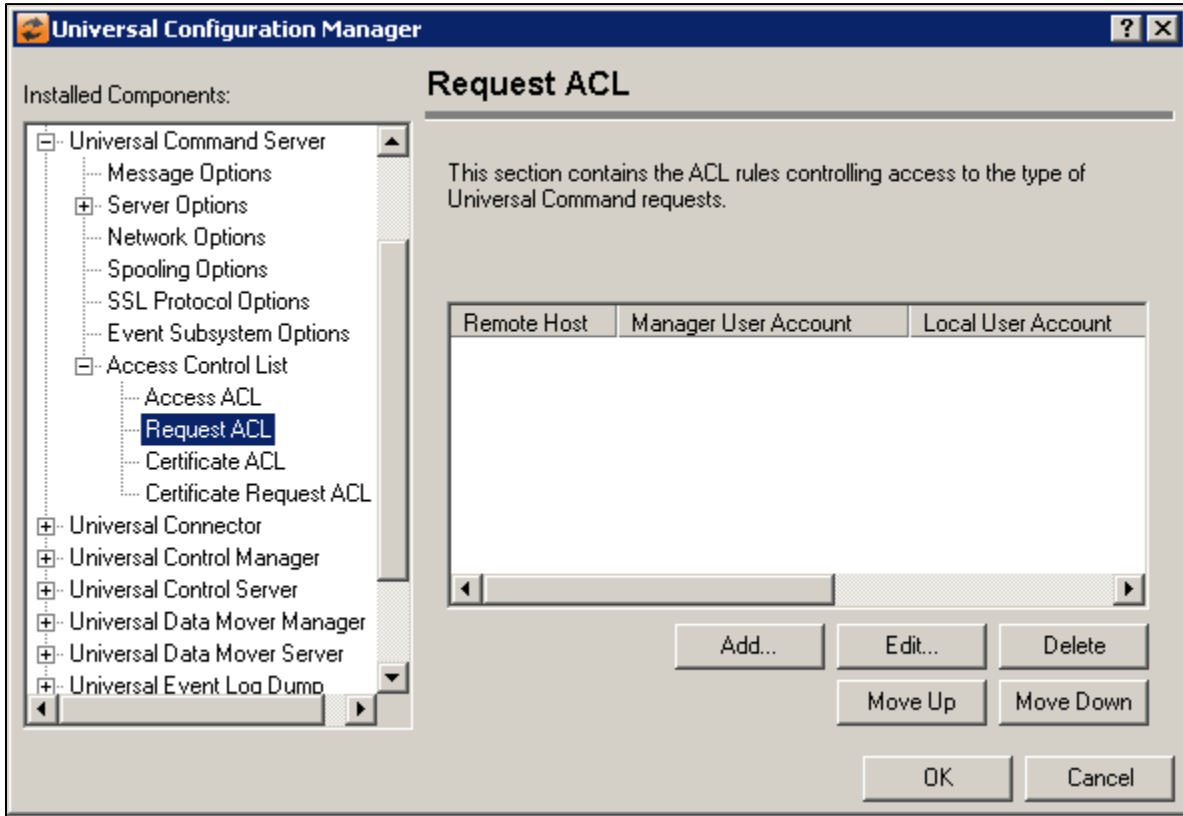 Universal Configuration Manager
Installed Components:
Universal Command Server
Message Options
Server Options
Network Options
Spooling Options
SSL Protocol Options
Event Subsystem Options
Access Control List
Access ACL
Request ACL
Certificate ACL
Certificate Request ACL
Universal Connector
Universal Control Manager
Universal Control Server
Universal Data Mover Manager
Universal Data Mover Server
Universal Event Log Dump
Request ACL
This section contains the ACL rules controlling access to the type of
Universal Command requests.
Remote Host Manager User Account Local User Account
Add... Edit... Delete
Move Up Move Down
OK Cancel